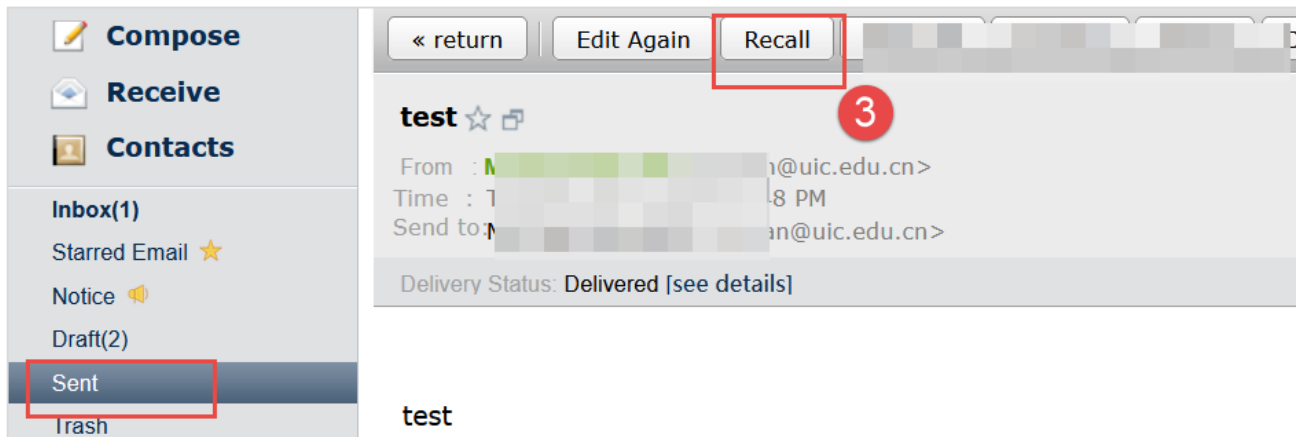 Compose
Receive
Contacts
Inbox(1)
Starred Email
Notice
Draft(2)
Sent
Trash
« return Edit Again Recall
3
test
From :
@uic.edu.cn>
Time :
8 PM
Send to:
an@uic.edu.cn>
Delivery Status: Delivered [see details]
test